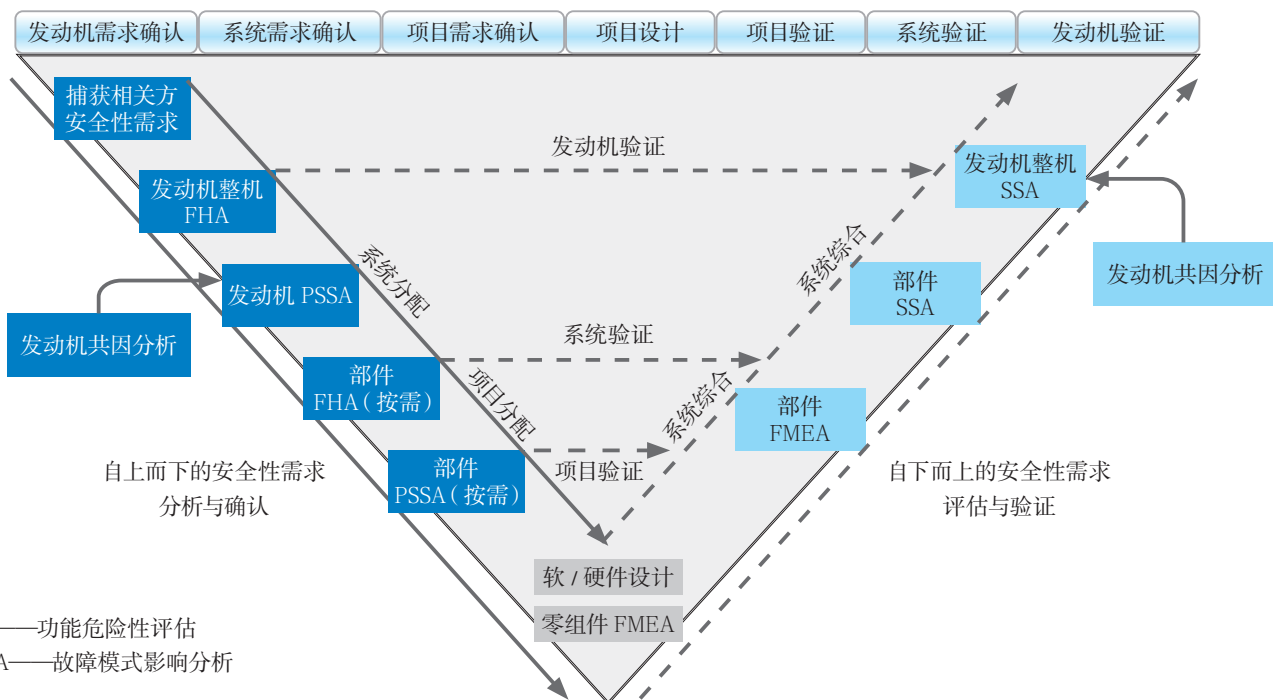 发动机需求确认
系统需求确认
项目需求确认
项目设计
项目验证
系统验证
发动机验证
捕获相关方
安全性需求
发动机验证
发动机整机
FHA
发动机整机
SSA
系统分配
系统综合
发动机 PSSA
部件
SSA
发动机共因分析
发动机共因分析
系统验证
部件
FHA（按需）
项目分配
系统综合
部件
FMEA
部件
PSSA（按需）
项目验证
自上而下的安全性需求
分析与确认
自下而上的安全性需求
评估与验证
软 / 硬件设计
零组件 FMEA
——功能危险性评估
A——故障模式影响分析